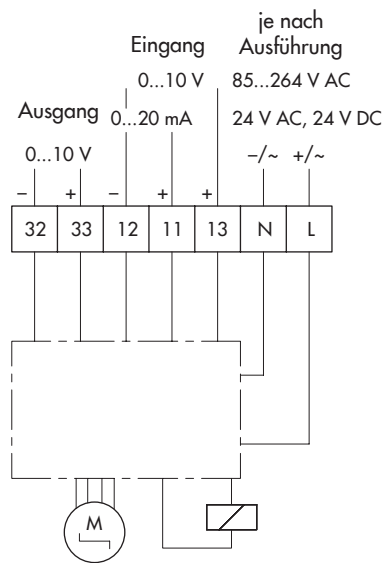 je nach
Eingang Ausführung
0...10 V 85...264 V AC
Ausgang 0...20 mA 24 V AC, 24 V DC
0...10 V –/~ +/~
– + – + +
32 33 12 11 13 N L
M